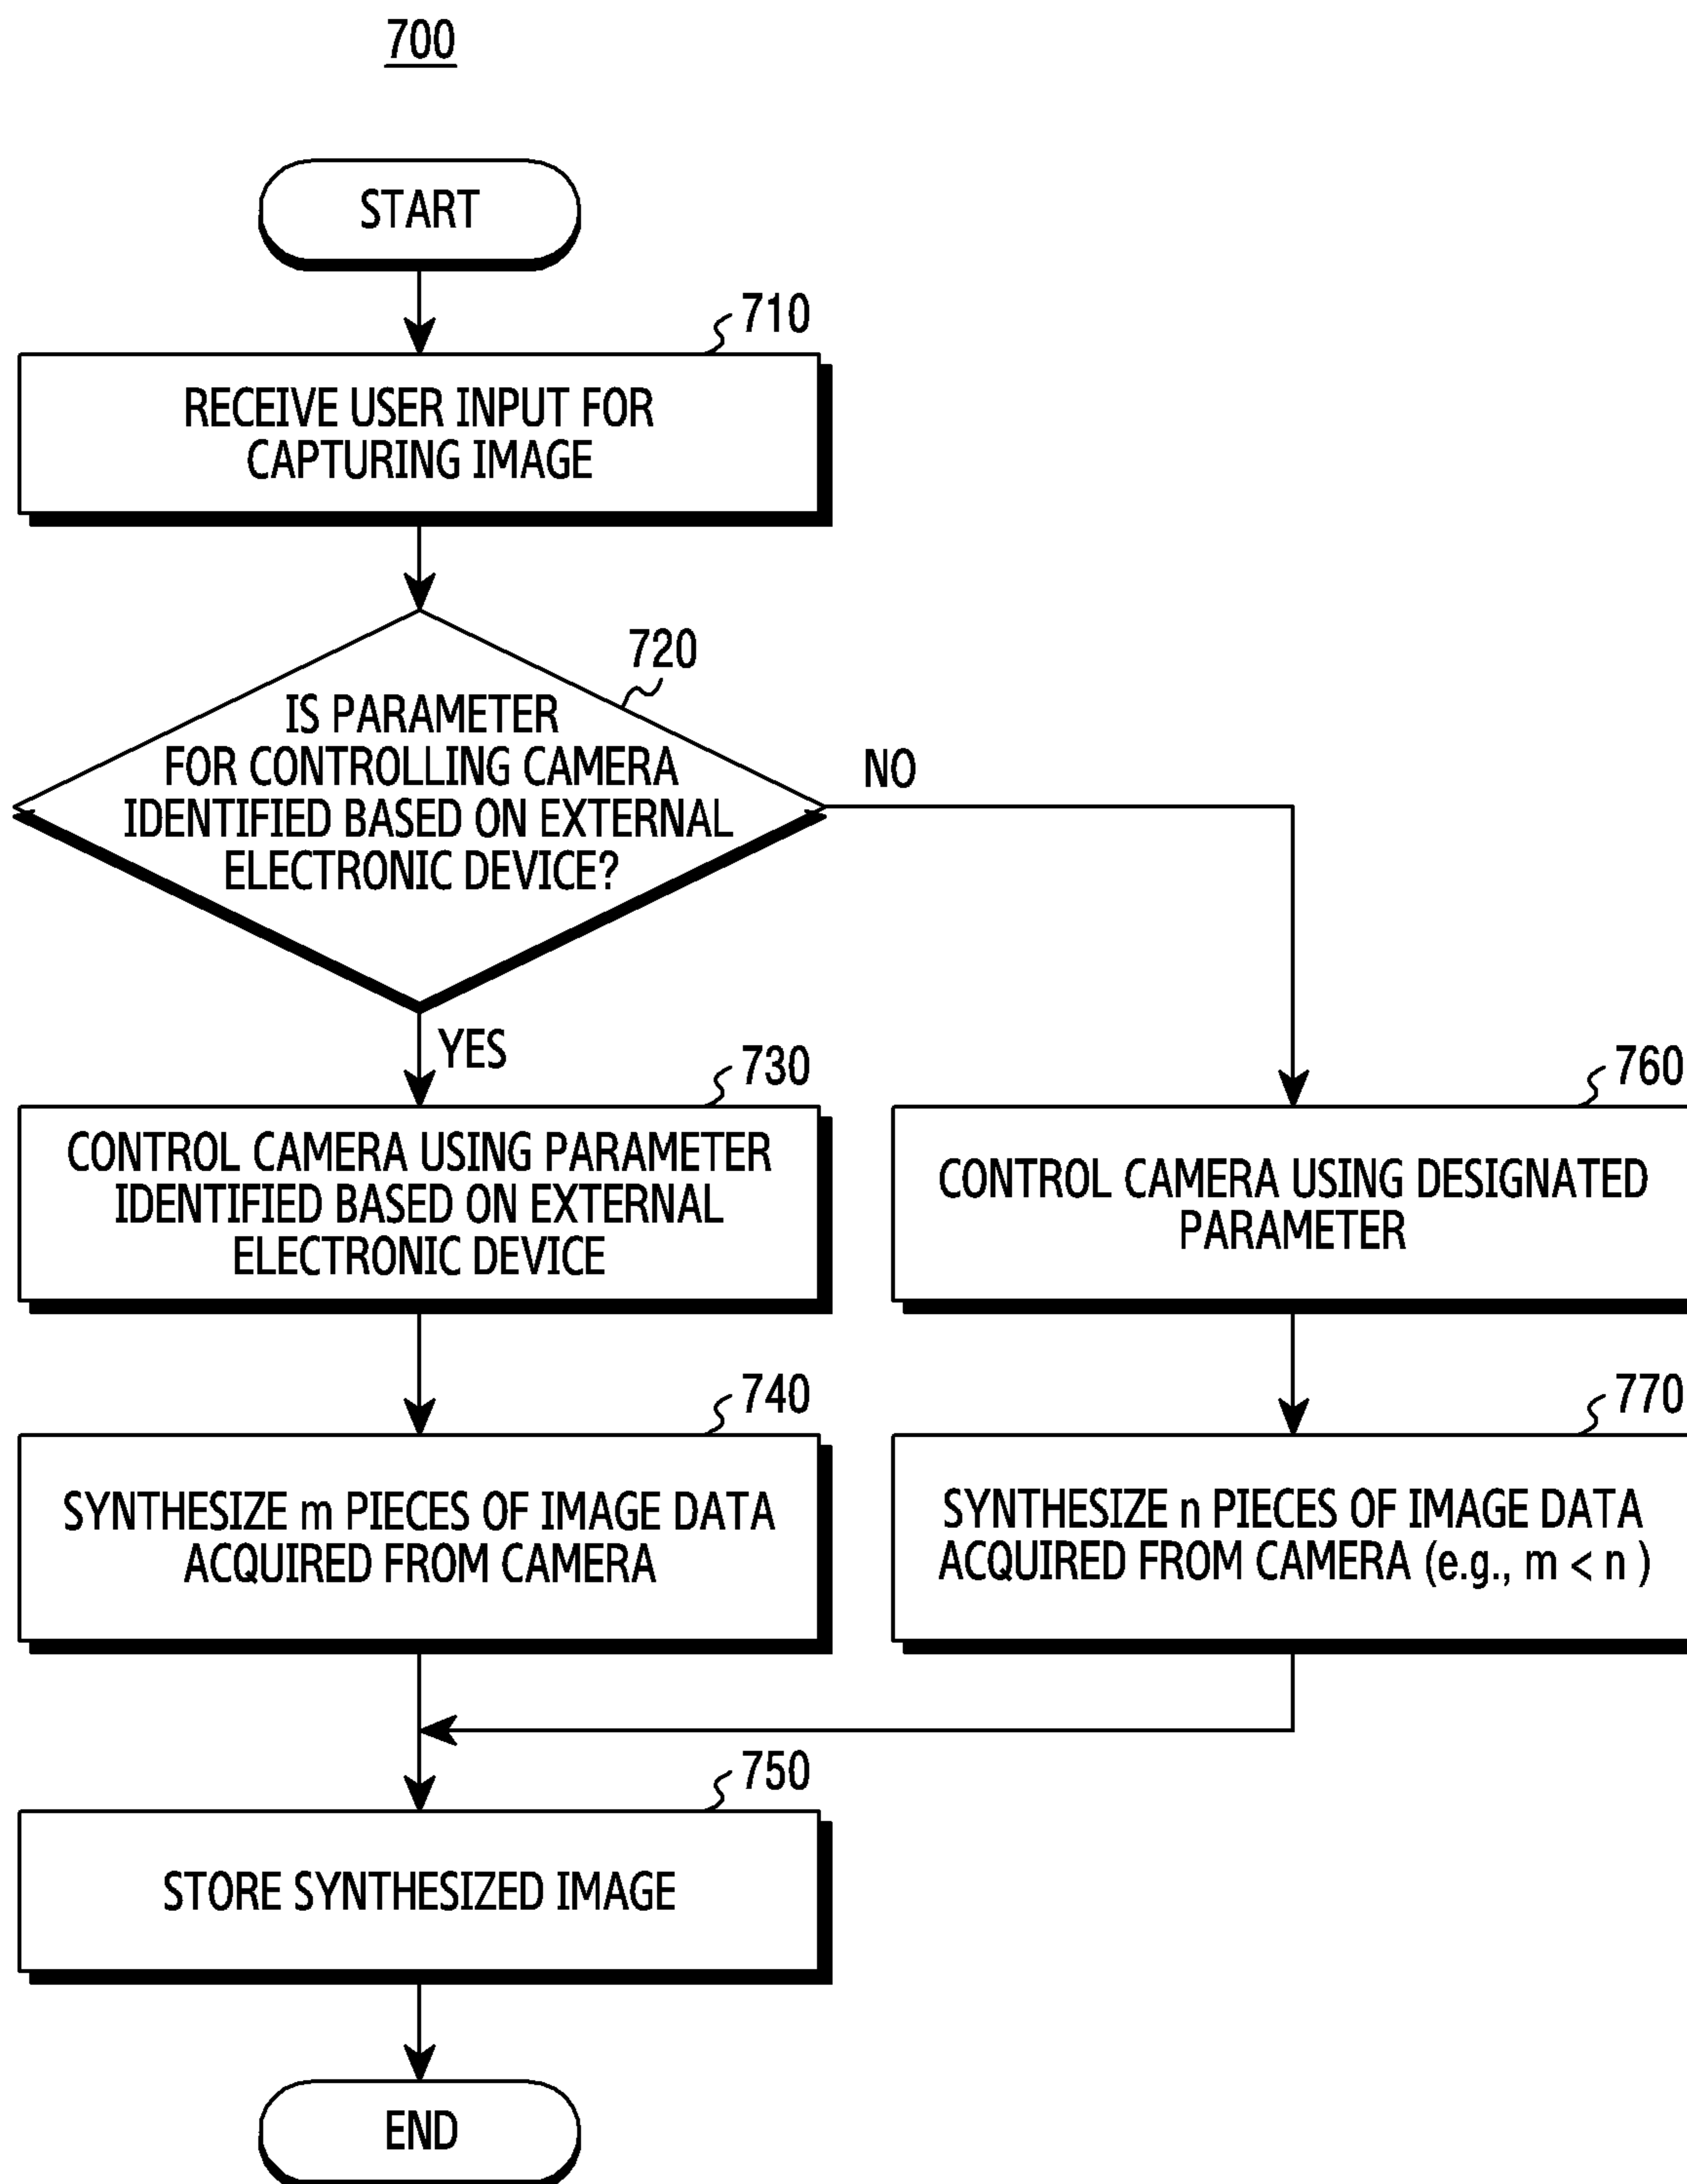 700
START
710
RECEIVE USER INPUT FOR
CAPTURING IMAGE
720
IS PARAMETER
FOR CONTROLLING CAMERA
IDENTIFIED BASED ON EXTERNAL
ELECTRONIC DEVICE?
NO
YES
730
CONTROL CAMERA USING PARAMETER
IDENTIFIED BASED ON EXTERNAL
ELECTRONIC DEVICE
760
CONTROL CAMERA USING DESIGNATED
PARAMETER
740
SYNTHESIZE m PIECES OF IMAGE DATA
ACQUIRED FROM CAMERA
770
SYNTHESIZE n PIECES OF IMAGE DATA
ACQUIRED FROM CAMERA (e.g., m < n )
750
STORE SYNTHESIZED IMAGE
END